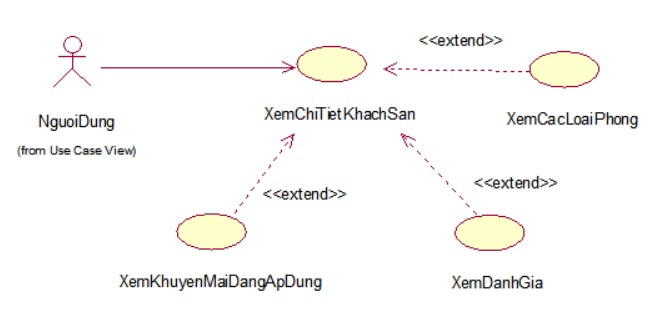 <<extend>>
NguoiDung
(from Use Case View)
XemChiTietKhachSan
XemCacLoaiPhong
<<extend>>
<<extend>>
XemKhuyenMaiDangApDung
XemDanhGia